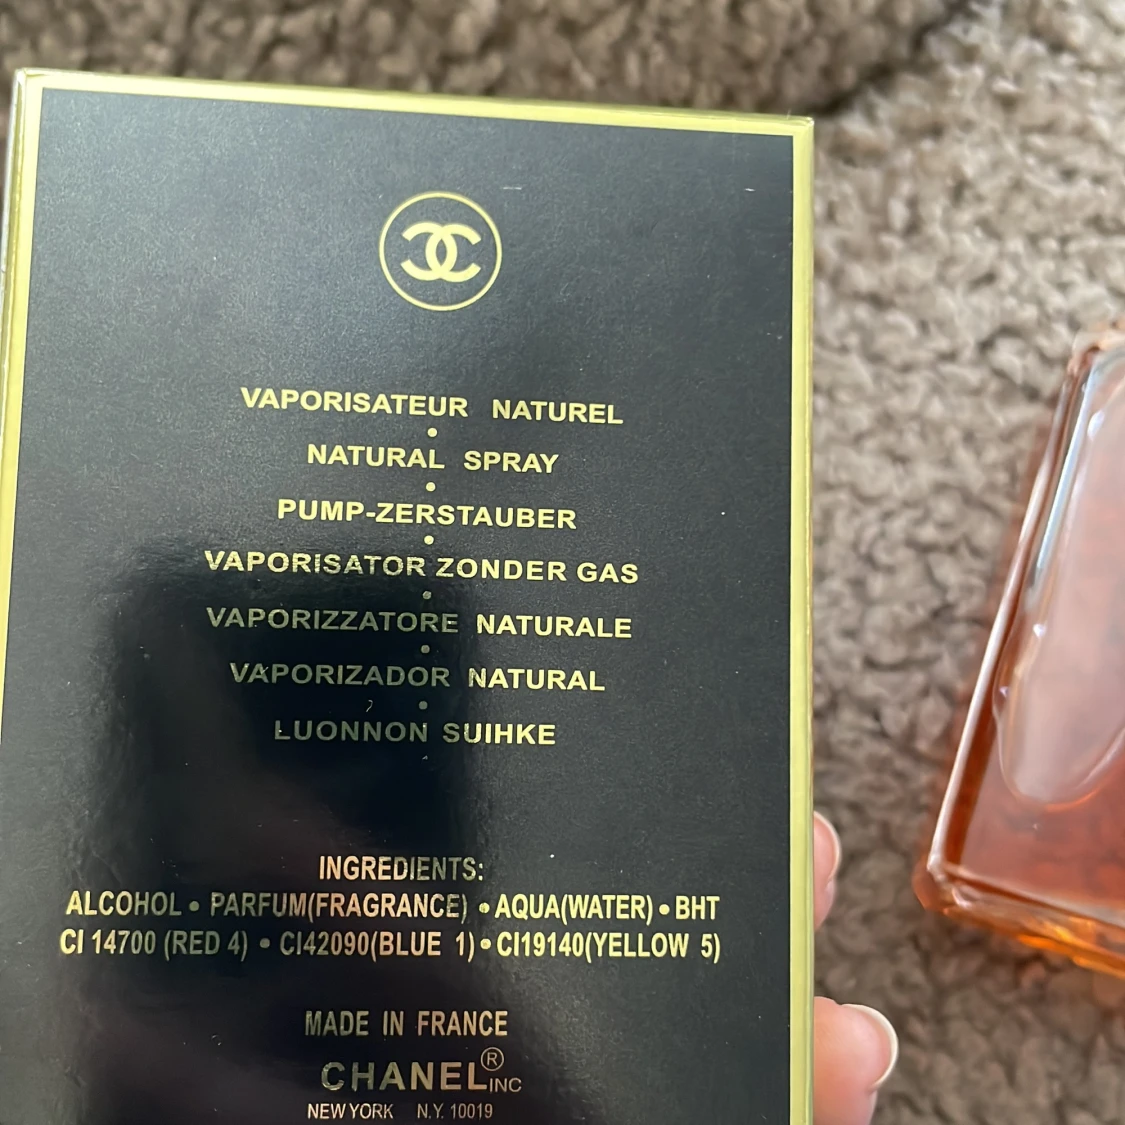 VAPORISATEUR NATUREL
•
NATURAL SPRAY
•
PUMP-ZERSTAUBER
•
VAPORISATOR ZONDER GAS
•
VAPORIZZATORE NATURALE
•
VAPORIZADOR NATURAL
•
LUONNON SUIHKE
INGREDIENTS:
ALCOHOL • PARFUM(FRAGRANCE) • AQUA(WATER) • BHT
CI 14700 (RED 4) • CI42090(BLUE 1) • CI19140(YELLOW 5)
MADE IN FRANCE
CHANEL® INC
NEW YORK N.Y. 10019